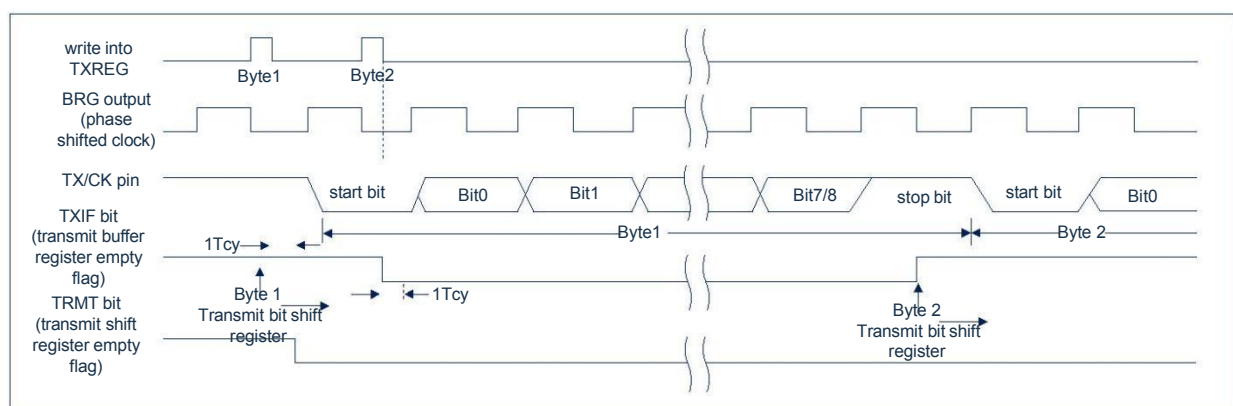 write into
TXREG
Byte1
Byte2
BRG output
(phase
shifted clock)
TX/CK pin
start bit
Bit0
Bit1
Bit7/8
stop bit
start bit
Bit0
TXIF bit
(transmit buffer
register empty
flag)
1Tcy
Byte1
Byte 2
Byte 1
Transmit bit shift
register
1Tcy
Byte 2
Transmit bit shift
register
TRMT bit
(transmit shift
register empty
flag)